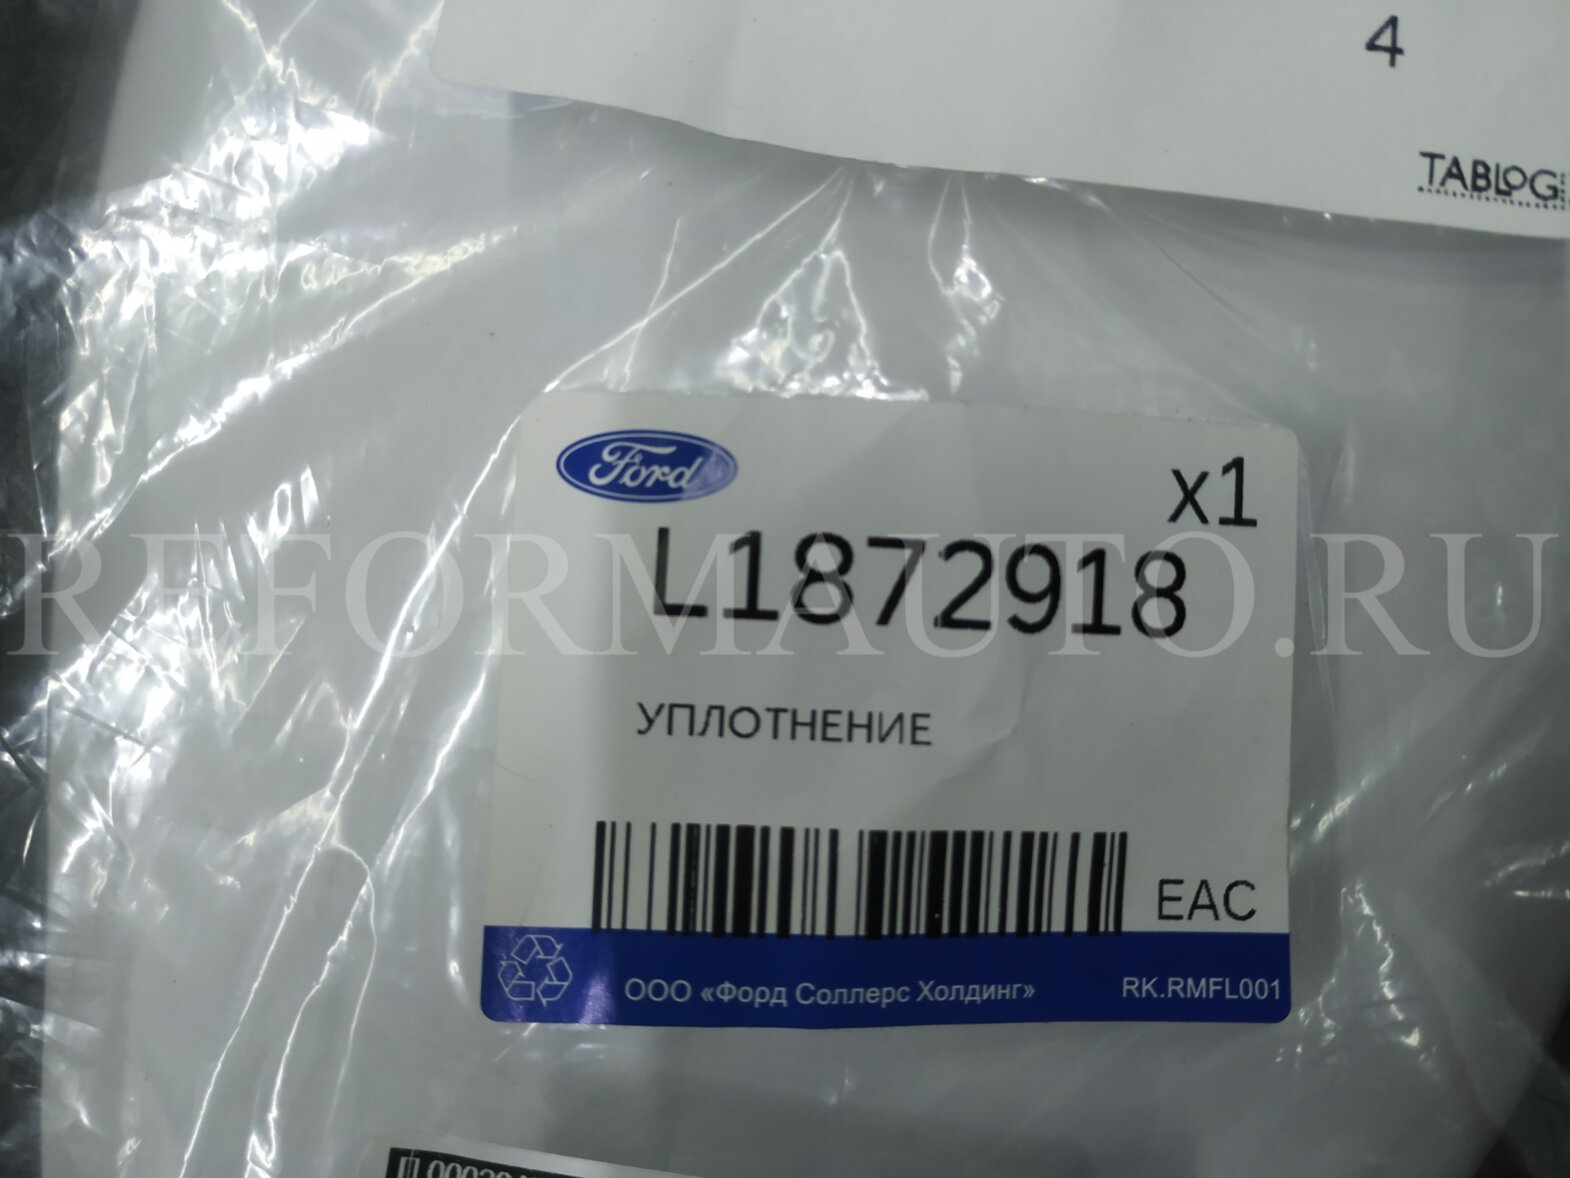 4
TABLOG
Ford
x1
L1872918
REFORMAUTO.RU
УПЛОТНЕНИЕ
EAC
ООО «Форд Соллерс Холдинг»
RK.RMFL001